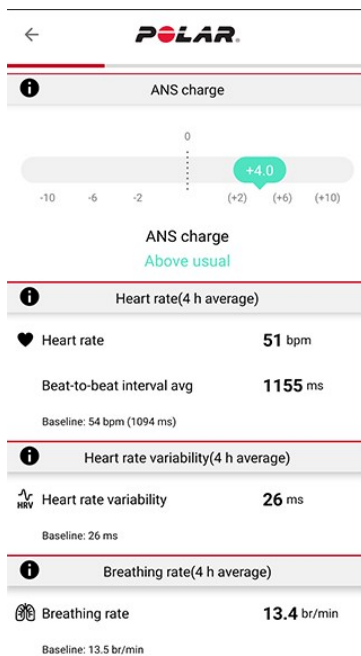 POLAR.
ANS charge
0
+4.0
-10 -6 -2 (+2) (+6) (+10)
ANS charge
Above usual
Heart rate(4 h average)
Heart rate 51 bpm
Beat-to-beat interval avg 1155 ms
Baseline: 54 bpm (1094 ms)
Heart rate variability(4 h average)
HRV Heart rate variability 26 ms
Baseline: 26 ms
Breathing rate(4 h average)
Breathing rate 13.4 br/min
Baseline: 13.5 br/min